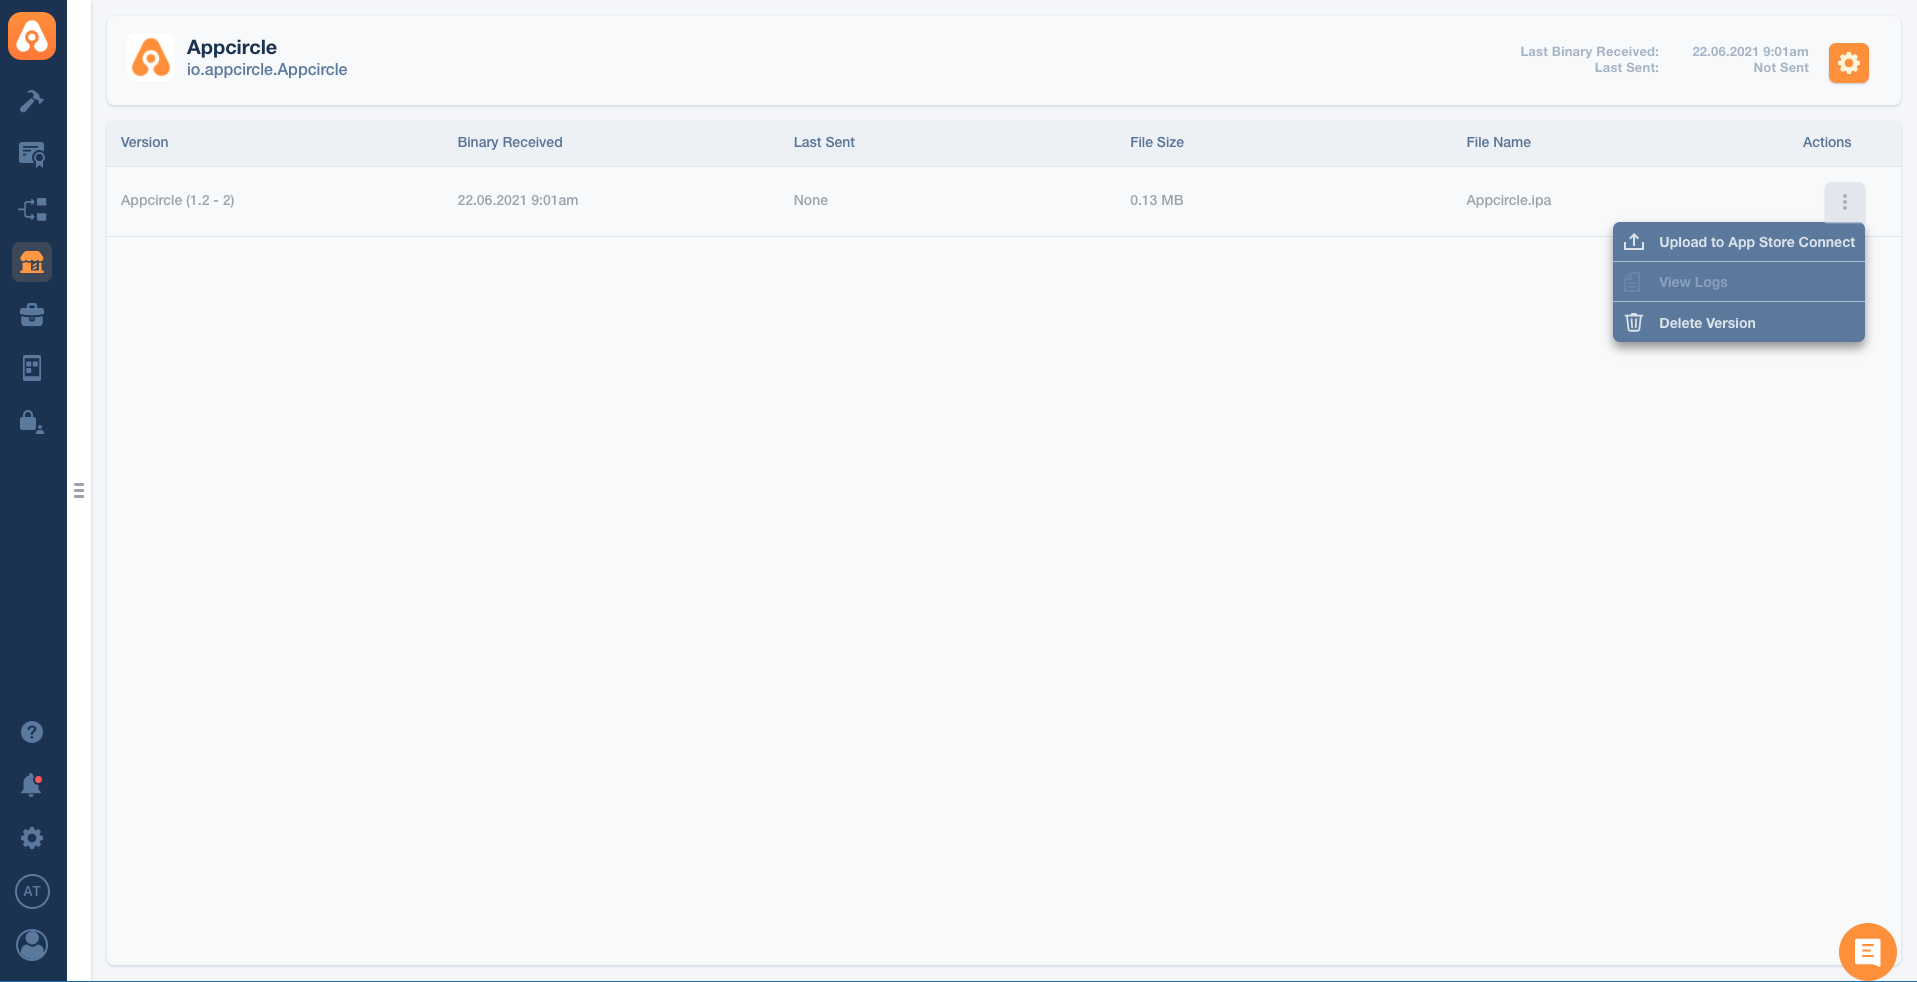 Appcircle
io.appcircle.Appcircle
Last Binary Received: 22.06.2021 9:01am
Last Sent: Not Sent
Version Binary Received Last Sent File Size File Name Actions
Appcircle (1.2 - 2) 22.06.2021 9:01am None 0.13 MB Appcircle.ipa
Upload to App Store Connect
View Logs
Delete Version
?
AT